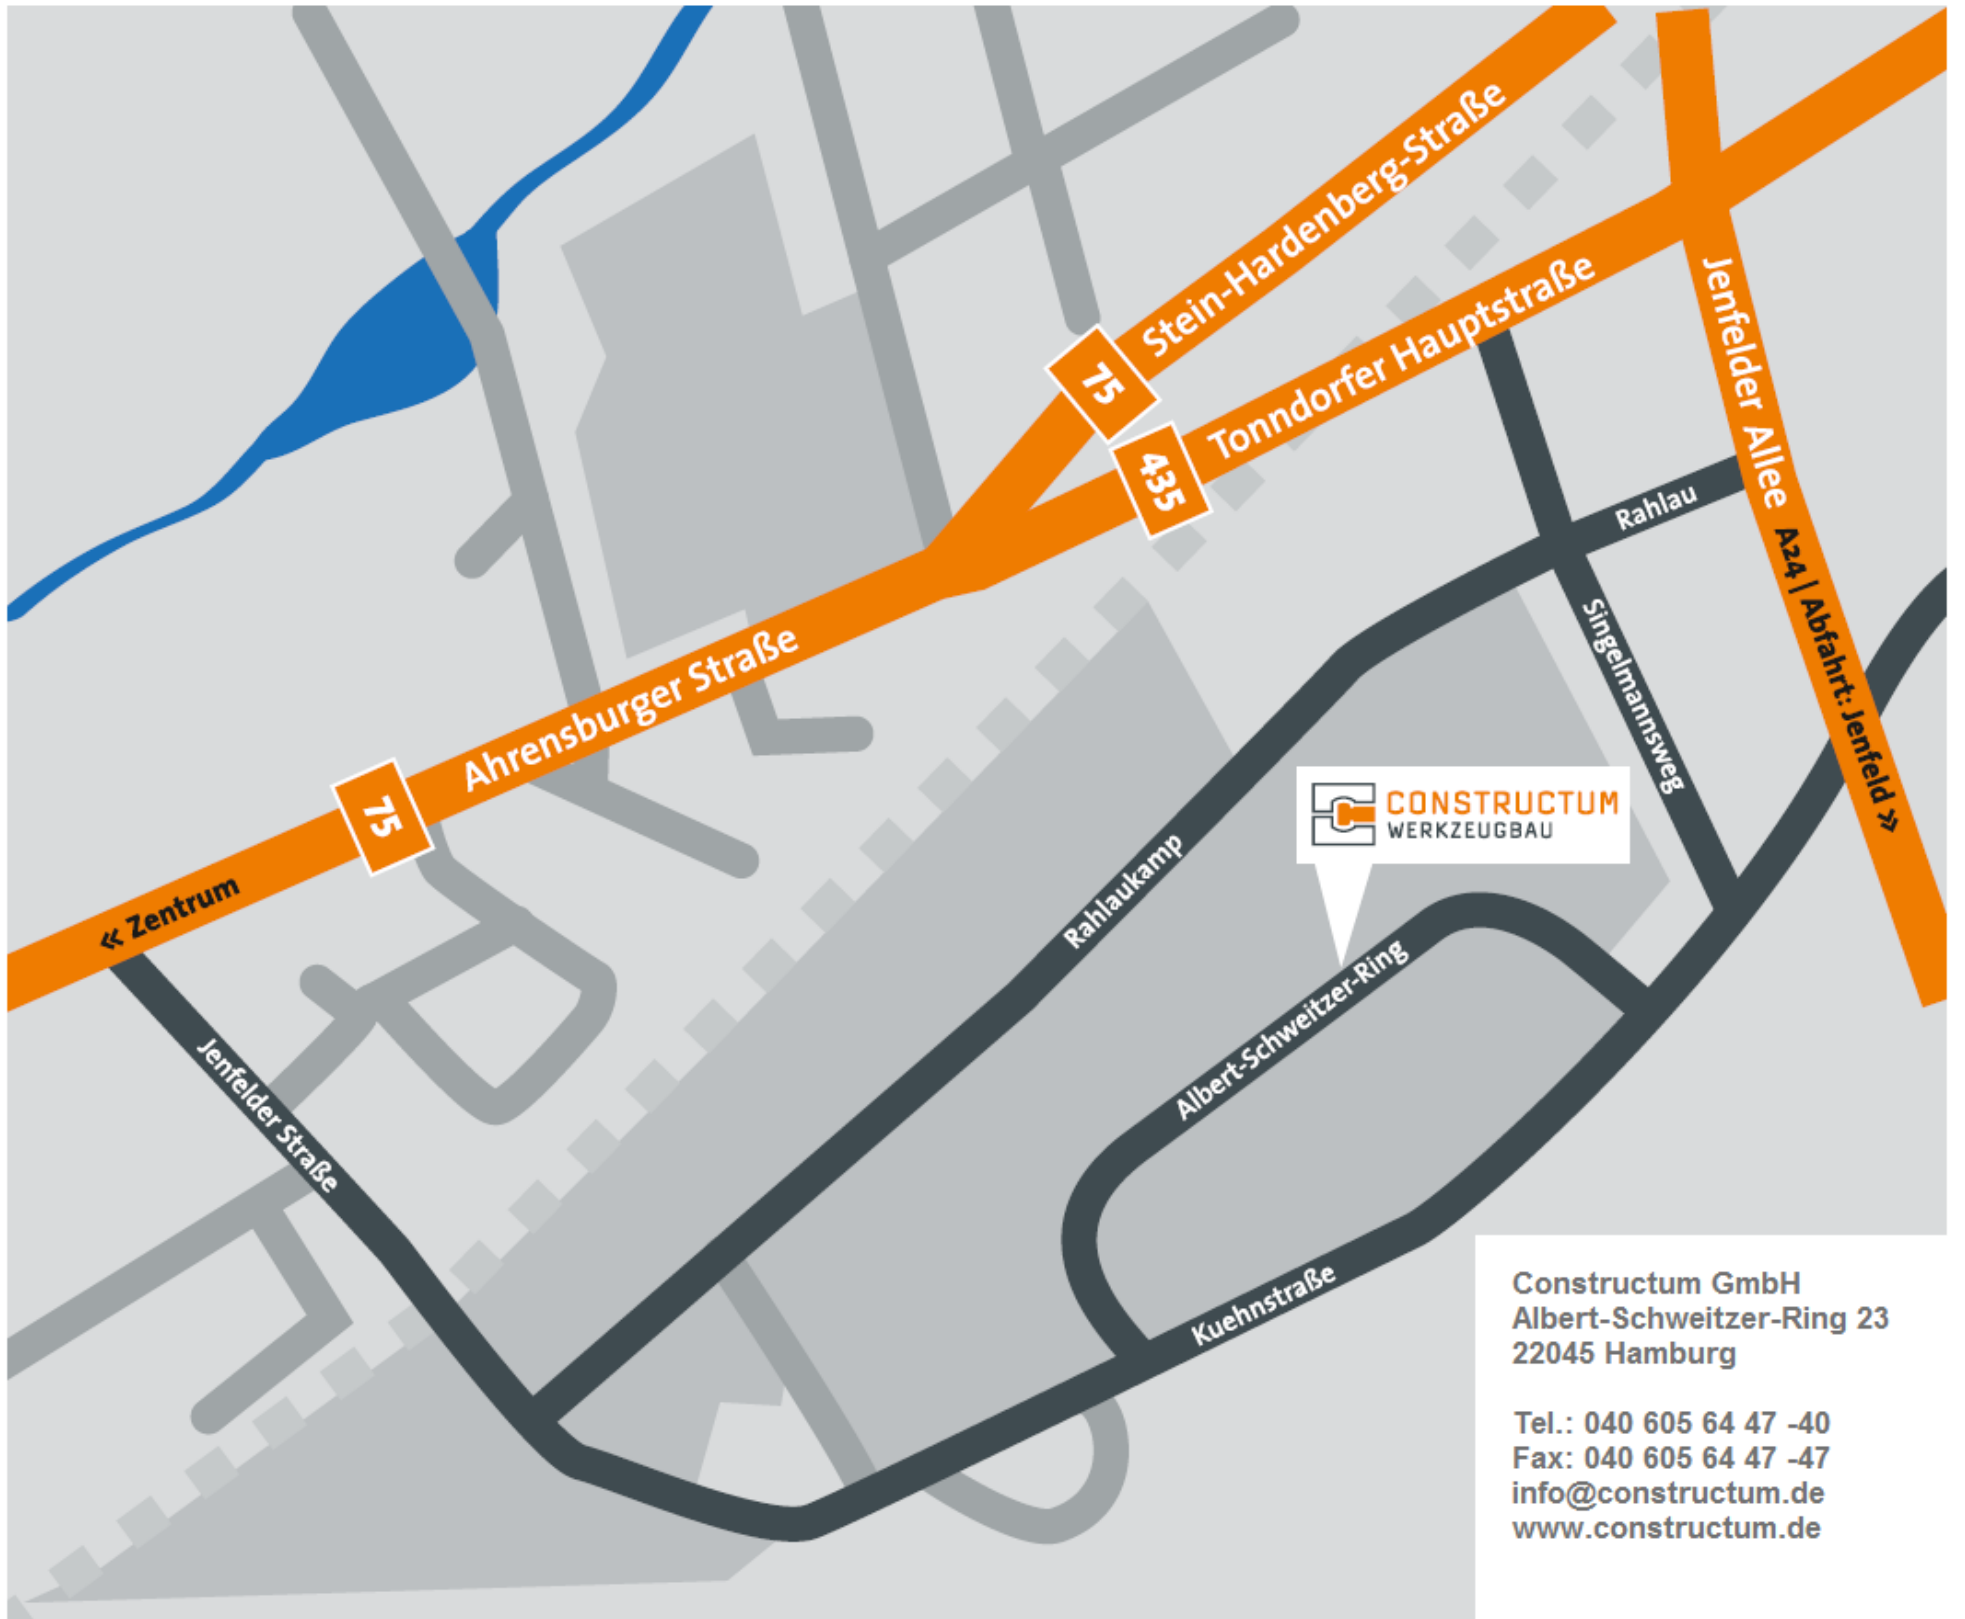 Stein-Hardenberg-Straße
75
Tonndorfer Hauptstraße
435
Jenfelder Allee
A24 | Abfahrt: Jenfeld »
Rahlau
Singelmannsweg
Ahrensburger Straße
75
« Zentrum
CONSTRUCTUM
WERKZEUGBAU
Rahlaukamp
Albert-Schweitzer-Ring
Jenfelder Straße
Kuehnstraße
Constructum GmbH
Albert-Schweitzer-Ring 23
22045 Hamburg
Tel.: 040 605 64 47 -40
Fax: 040 605 64 47 -47
info@constructum.de
www.constructum.de